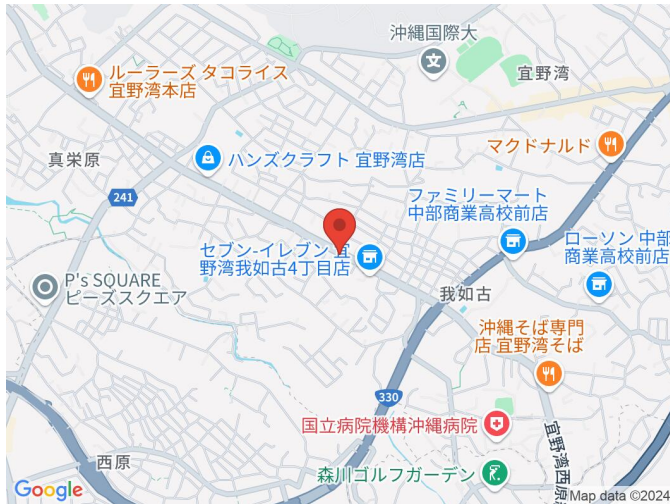 沖縄国際大
宜野湾
ルーラーズ タコライス
宜野湾本店
マクドナルド
真栄原
ハンズクラフト 宜野湾店
241
ファミリーマート
中部商業高校前店
セブン-イレブン 宜
野湾我如古4丁目店
ローソン 中部
商業高校前店
P's SQUARE
ピーズスクエア
我如古
沖縄そば専門
店 宜野湾そば
330
国立病院機構沖縄病院
西原
森川ゴルフガーデン
Google
Map data ©2024